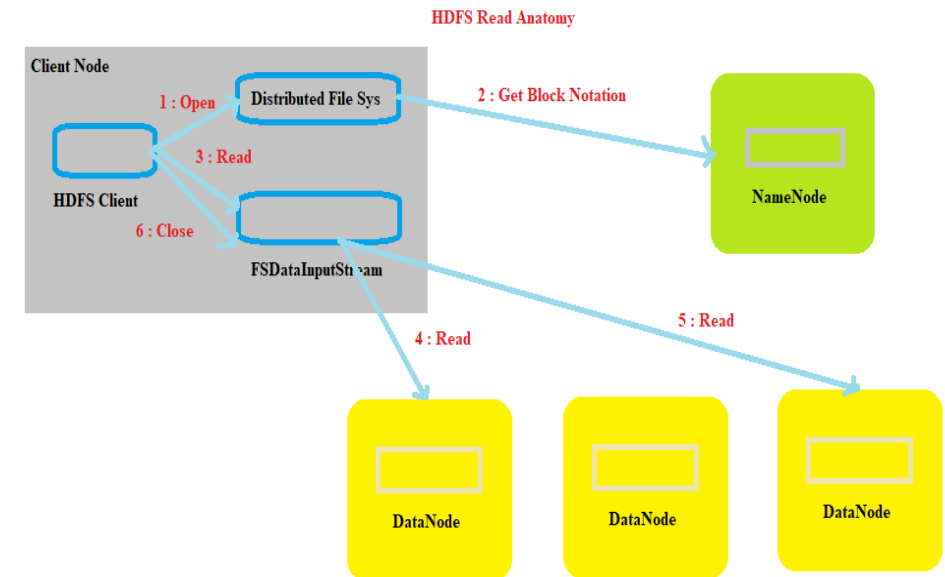 HDFS Read Anatomy
Client Node
1 : Open
Distributed File Sys
2 : Get Block Notation
3 : Read
HDFS Client
NameNode
6 : Close
FSDataInputStream
4 : Read
5 : Read
DataNode
DataNode
DataNode